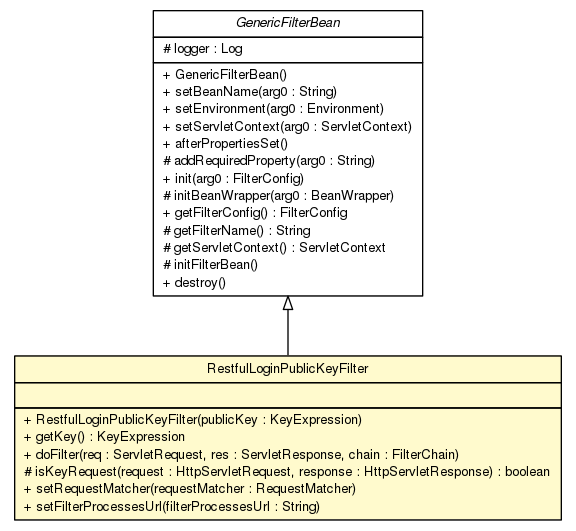 GenericFilterBean
# logger : Log
+ GenericFilterBean()
+ setBeanName(arg0 : String)
+ setEnvironment(arg0 : Environment)
+ setServletContext(arg0 : ServletContext)
+ afterPropertiesSet()
# addRequiredProperty(arg0 : String)
+ init(arg0 : FilterConfig)
# initBeanWrapper(arg0 : BeanWrapper)
+ getFilterConfig() : FilterConfig
# getFilterName() : String
# getServletContext() : ServletContext
# initFilterBean()
+ destroy()
RestfulLoginPublicKeyFilter
+ RestfulLoginPublicKeyFilter(publicKey : KeyExpression)
+ getKey() : KeyExpression
+ doFilter(req : ServletRequest, res : ServletResponse, chain : FilterChain)
# isKeyRequest(request : HttpServletRequest, response : HttpServletResponse) : boolean
+ setRequestMatcher(requestMatcher : RequestMatcher)
+ setFilterProcessesUrl(filterProcessesUrl : String)